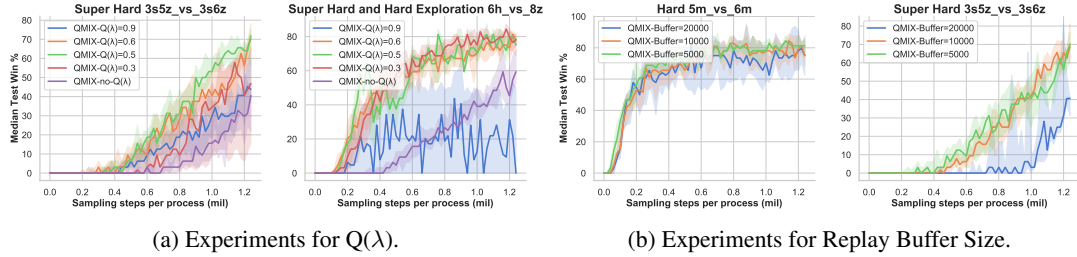 Super Hard 3s5z_vs_3s6z
Median Test Win %
80
70
60
50
40
30
20
10
0
QMIX-Q(λ)=0.9
QMIX-Q(λ)=0.6
QMIX-Q(λ)=0.5
QMIX-Q(λ)=0.3
QMIX-no-Q(λ)
0.0 0.2 0.4 0.6 0.8 1.0 1.2
Sampling steps per process (mil)
Super Hard and Hard Exploration 6h_vs_8z
80
60
40
20
0
QMIX-Q(λ)=0.9
QMIX-Q(λ)=0.6
QMIX-Q(λ)=0.5
QMIX-Q(λ)=0.3
QMIX-no-Q(λ)
0.0 0.2 0.4 0.6 0.8 1.0 1.2
Sampling steps per process (mil)
(a) Experiments for Q(λ).
Hard 5m_vs_6m
Median Test Win %
100
80
60
40
20
0
QMIX-Buffer=20000
QMIX-Buffer=10000
QMIX-Buffer=5000
0.0 0.2 0.4 0.6 0.8 1.0 1.2
Sampling steps per process (mil)
Super Hard 3s5z_vs_3s6z
80
70
60
50
40
30
20
10
0
QMIX-Buffer=20000
QMIX-Buffer=10000
QMIX-Buffer=5000
0.0 0.2 0.4 0.6 0.8 1.0 1.2
Sampling steps per process (mil)
(b) Experiments for Replay Buffer Size.